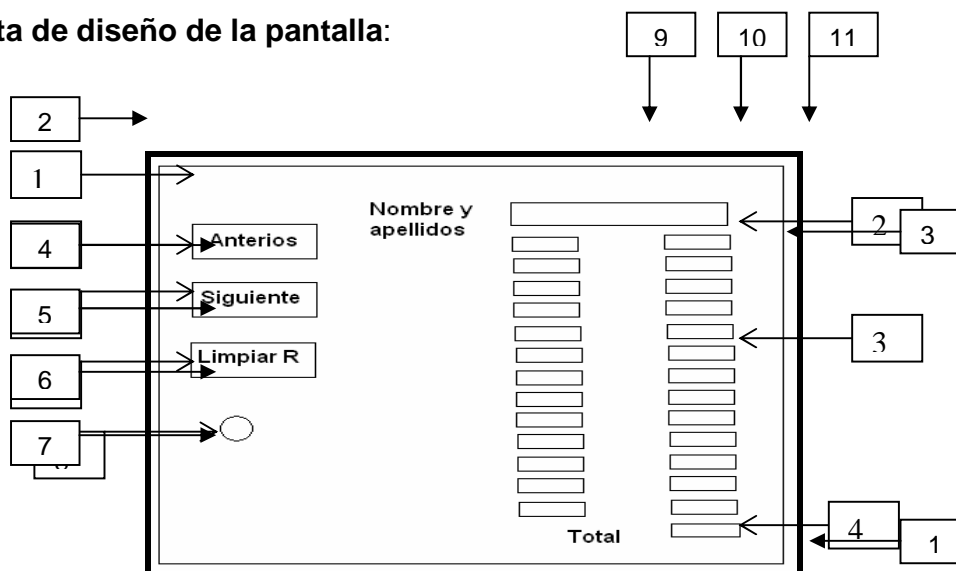 ta de diseño de la pantalla:
9 10 11
2
1
Nombre y
apellidos
2
3
4
Anterios
5
Siguiente
3
6
Limpiar R
7
Total
4
1